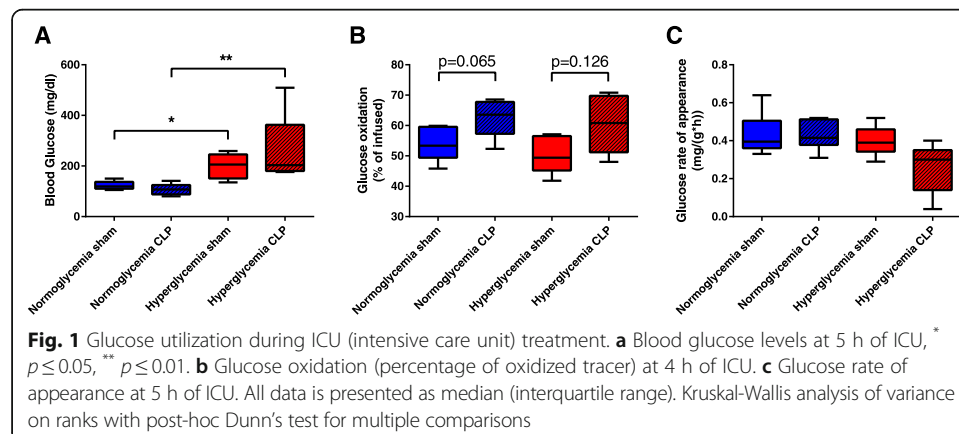 A
B
C
**
*
Blood Glucose (mg/dl)
600
400
200
0
Normoglycemia sham
Normoglycemia CLP
Hyperglycemia sham
Hyperglycemia CLP
p=0.065
p=0.126
Glucose oxidation
(% of infused)
80
70
60
50
40
30
Normoglycemia sham
Normoglycemia CLP
Hyperglycemia sham
Hyperglycemia CLP
Glucose rate of appearance
(mg/(g*h))
0.8
0.6
0.4
0.2
0.0
Normoglycemia sham
Normoglycemia CLP
Hyperglycemia sham
Hyperglycemia CLP
Fig. 1 Glucose utilization during ICU (intensive care unit) treatment. a Blood glucose levels at 5 h of ICU, *
p ≤ 0.05, ** p ≤ 0.01. b Glucose oxidation (percentage of oxidized tracer) at 4 h of ICU. c Glucose rate of
appearance at 5 h of ICU. All data is presented as median (interquartile range). Kruskal-Wallis analysis of variance
on ranks with post-hoc Dunn’s test for multiple comparisons